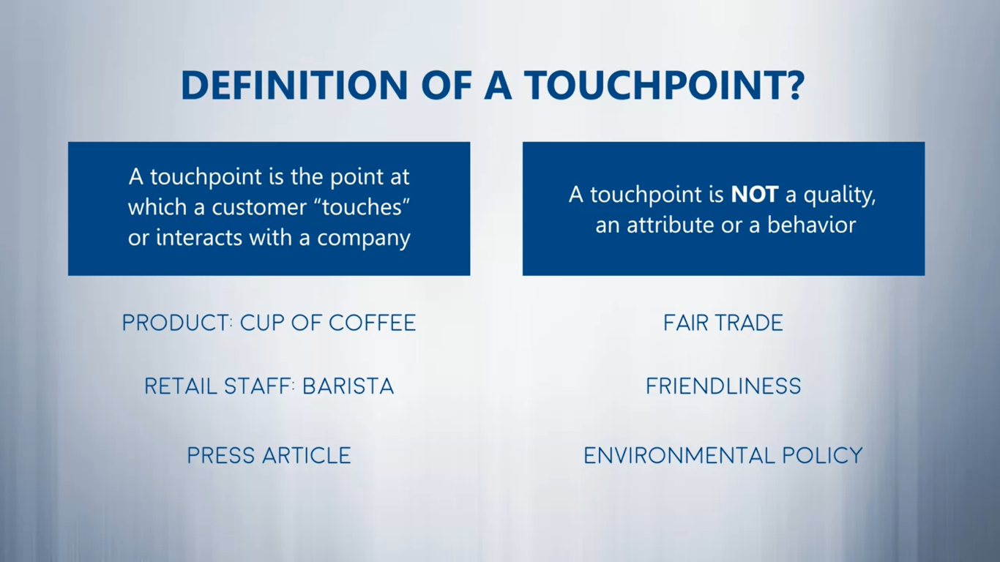 DEFINITION OF A TOUCHPOINT?
A touchpoint is the point at
which a customer “touches”
or interacts with a company
A touchpoint is NOT a quality,
an attribute or a behavior
PRODUCT: CUP OF COFFEE
FAIR TRADE
RETAIL STAFF: BARISTA
FRIENDLINESS
PRESS ARTICLE
ENVIRONMENTAL POLICY